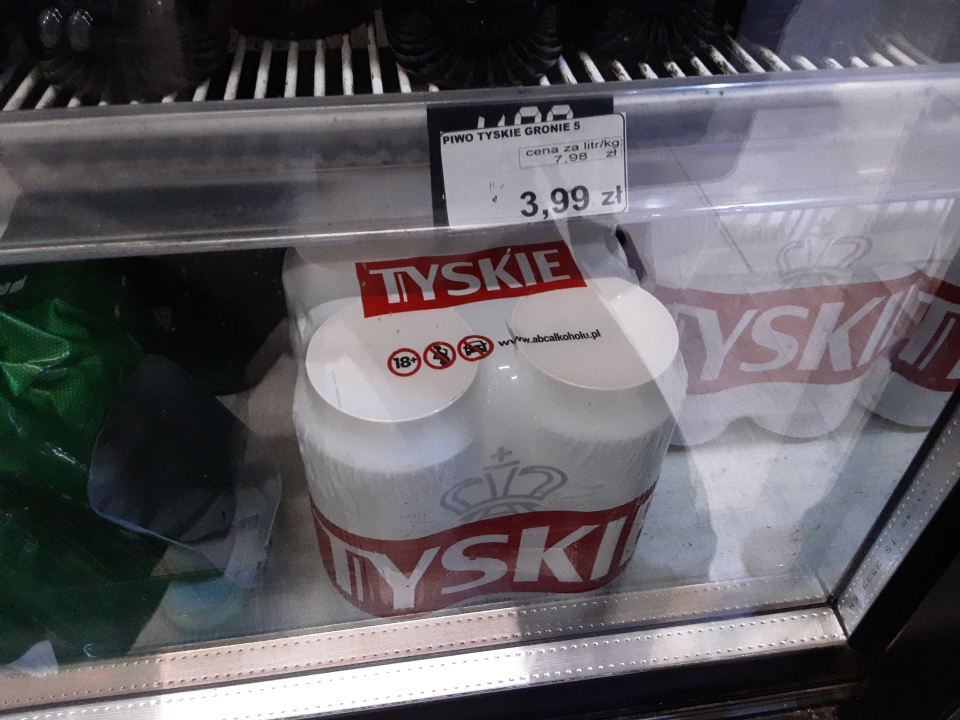 PIWO TYSKIE GRONIE 5
cena za litr/kg:
7,98 zł
3,99 zł
TYSKIE
18+
www.abcalkoholu.pl
TYSKIE
TYSKIE